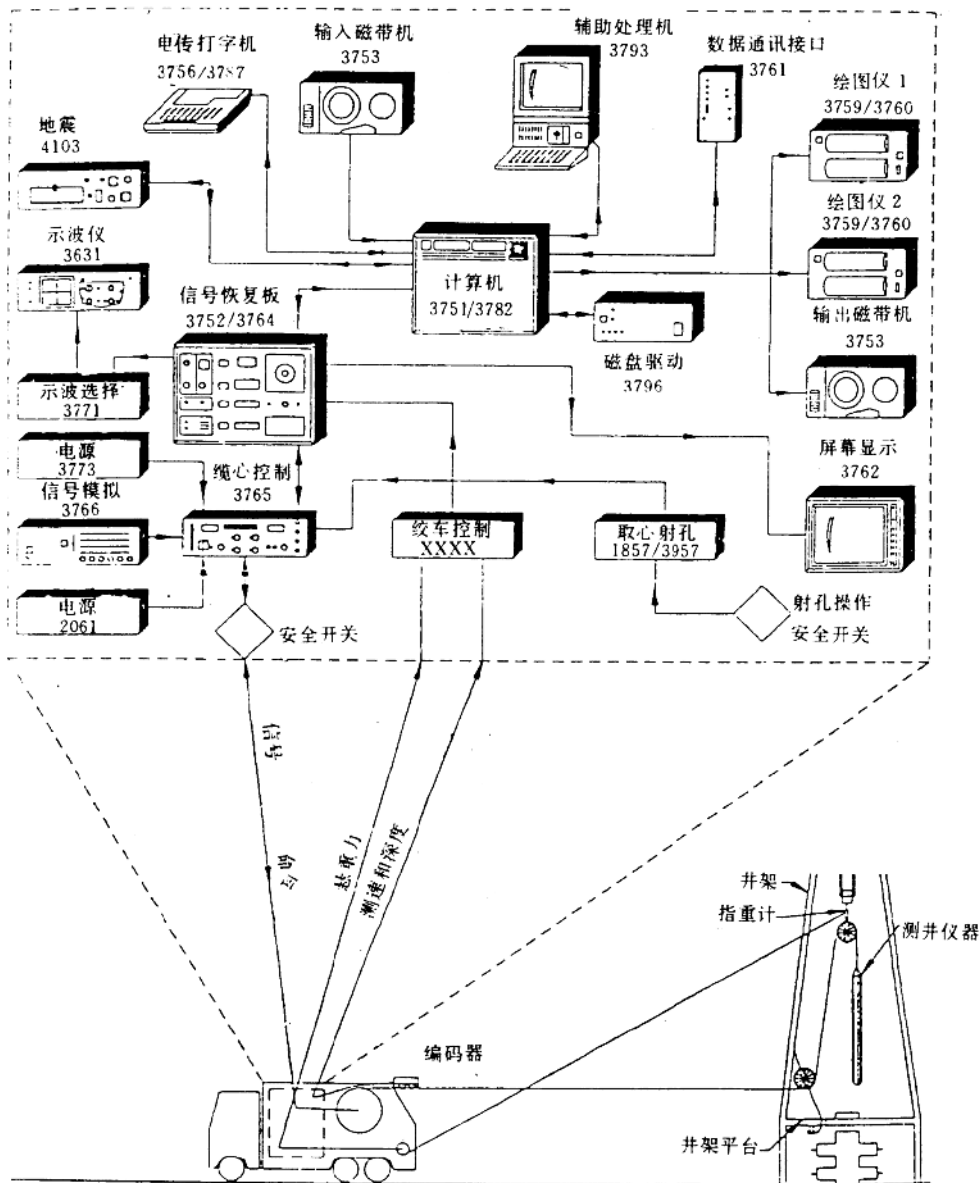 电传打字机
3756/3787
输入磁带机
3753
辅助处理机
3793
数据通讯接口
3761
绘图仪 1
3759/3760
地震
4103
绘图仪 2
3759/3760
示波仪
3631
信号恢复板
3752/3764
计算机
3751/3782
磁盘驱动
3796
输出磁带机
3753
示波选择
3771
电源
3773
缆心控制
3765
屏幕显示
3762
信号模拟
3766
绞车控制
XXXX
取心射孔
1857/3957
电源
2061
安全开关
射孔操作
安全开关
信号
命令
悬重力
测速和深度
井架
指重计
测井仪器
编码器
井架平台